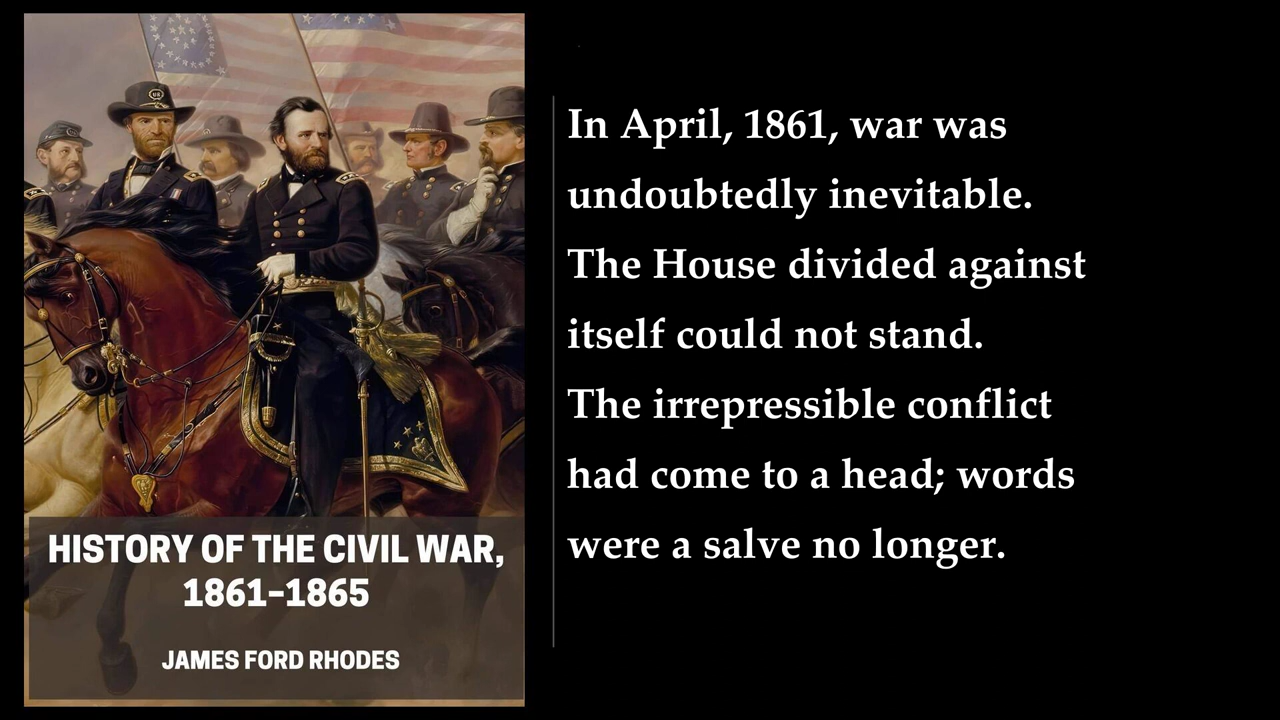 HISTORY OF THE CIVIL WAR,
1861–1865
JAMES FORD RHODES
In April, 1861, war was
undoubtedly inevitable.
The House divided against
itself could not stand.
The irrepressible conflict
had come to a head; words
were a salve no longer.